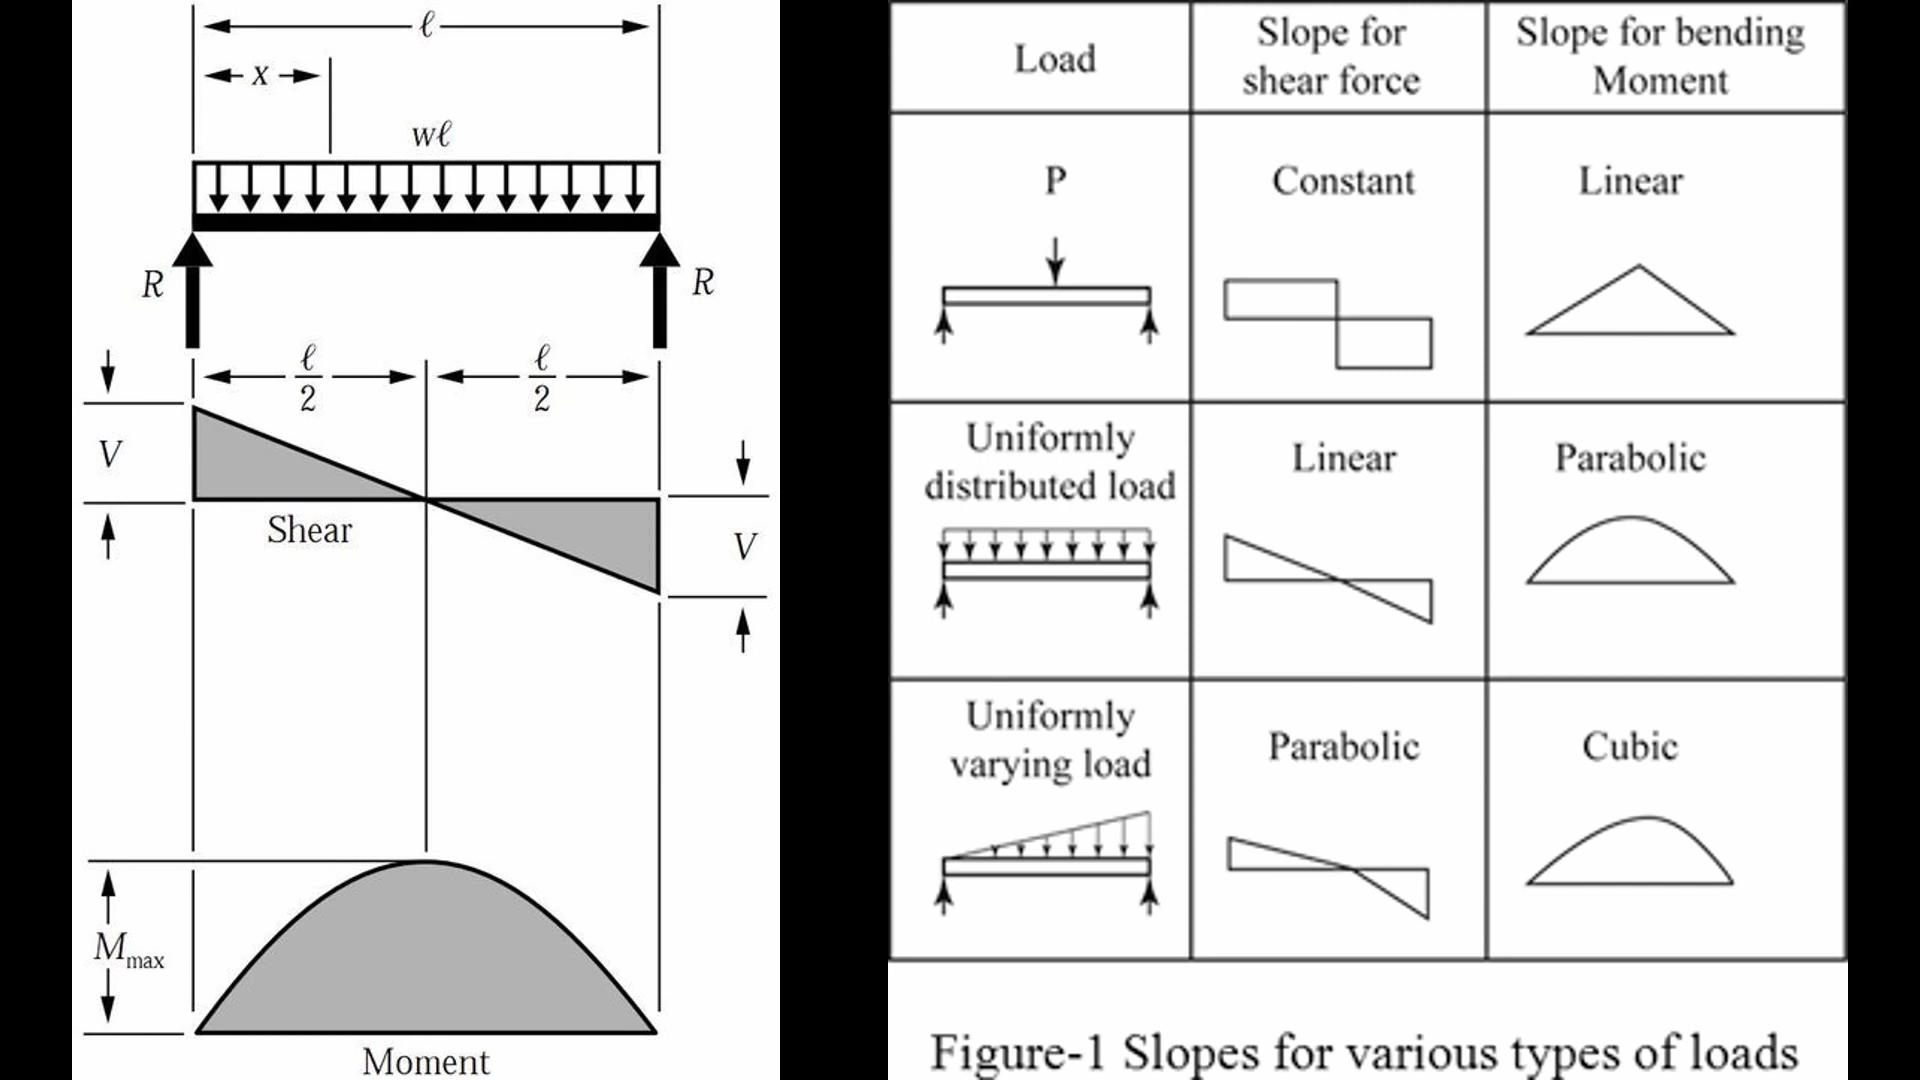 ℓ
x
wℓ
R
R
ℓ/2
ℓ/2
V
Shear
V
M max
Moment
Load
Slope for
shear force
Slope for bending
Moment
P
Constant
Linear
Uniformly
distributed load
Linear
Parabolic
Uniformly
varying load
Parabolic
Cubic
Figure-1 Slopes for various types of loads